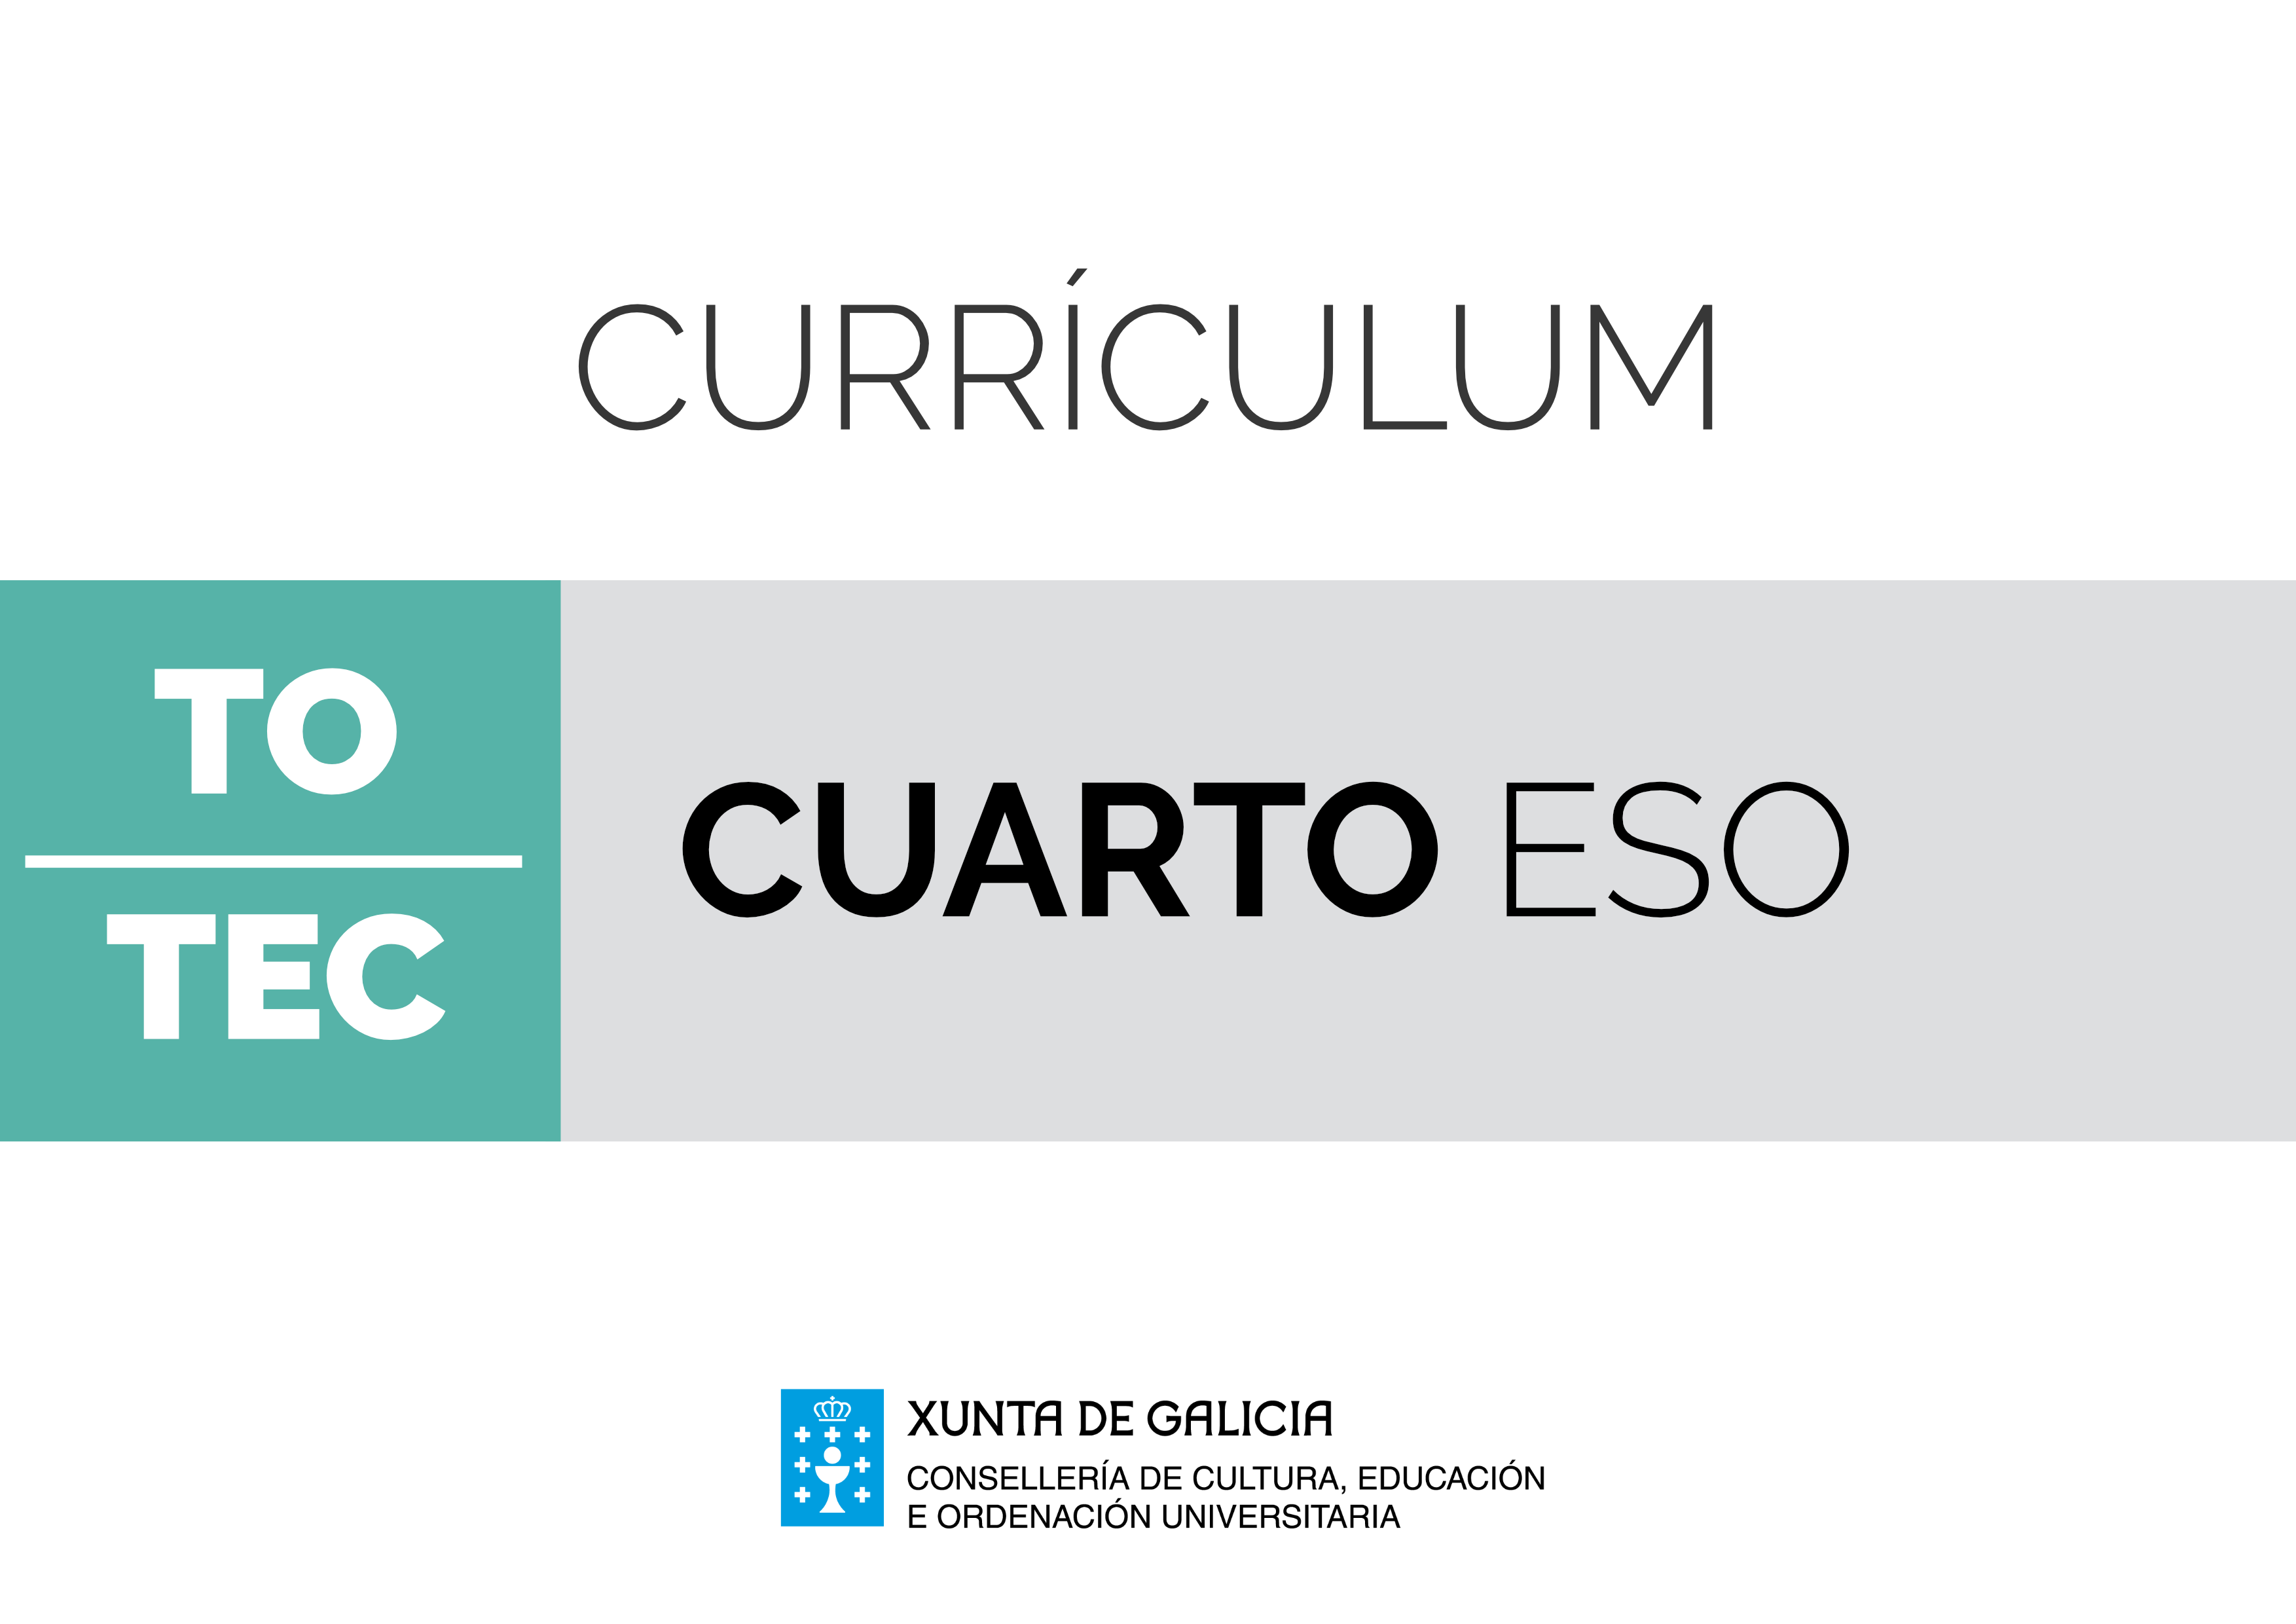 CURRÍCULUM
TO
TEC
CUARTO ESO
XUNTA DE GALICIA
CONSELLERÍA DE CULTURA, EDUCACIÓN
E ORDENACIÓN UNIVERSITARIA